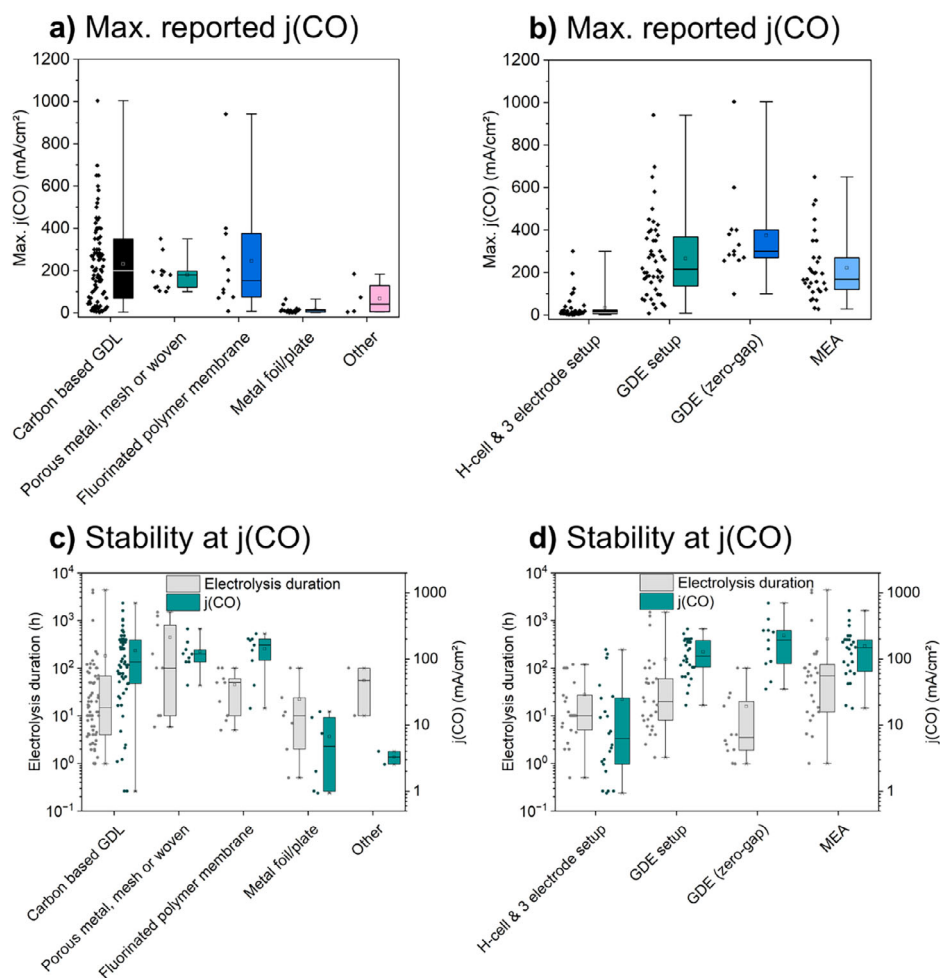 a) Max. reported j(CO)
1200
1000
800
600
400
200
0
Max. j(CO) (mA/cm²)
Carbon based GDL
Porous metal, mesh or woven
Fluorinated polymer membrane
Metal foil/plate
Other
b) Max. reported j(CO)
1200
1000
800
600
400
200
0
Max. j(CO) (mA/cm²)
H-cell & 3 electrode setup
GDE setup
GDE (zero-gap)
MEA
c) Stability at j(CO)
Electrolysis duration
j(CO)
10⁴
10³
10²
10¹
10⁰
10⁻¹
Electrolysis duration (h)
1000
100
10
1
j(CO) (mA/cm²)
Carbon based GDL
Porous metal, mesh or woven
Fluorinated polymer membrane
Metal foil/plate
Other
d) Stability at j(CO)
Electrolysis duration
j(CO)
10⁴
10³
10²
10¹
10⁰
10⁻¹
Electrolysis duration (h)
1000
100
10
1
j(CO) (mA/cm²)
H-cell & 3 electrode setup
GDE setup
GDE (zero-gap)
MEA